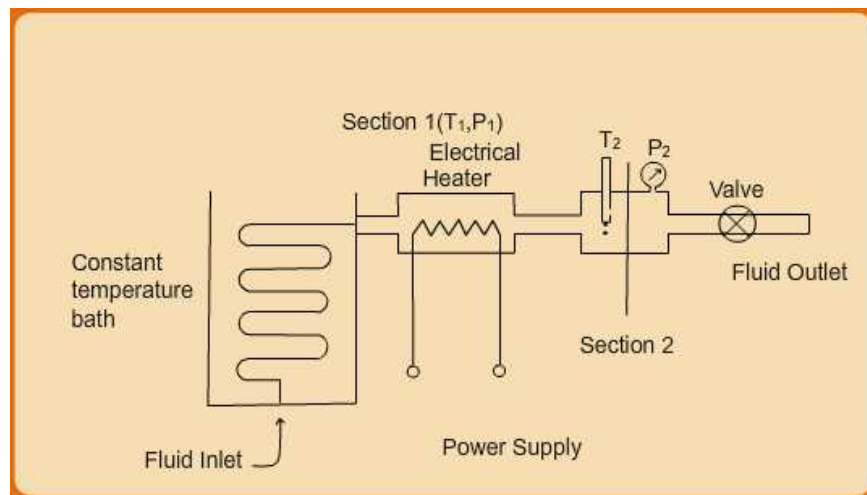 Section 1(T₁,P₁)
Electrical
Heater
T₂
P₂
Valve
Constant
temperature
bath
Fluid Outlet
Section 2
Fluid Inlet
Power Supply